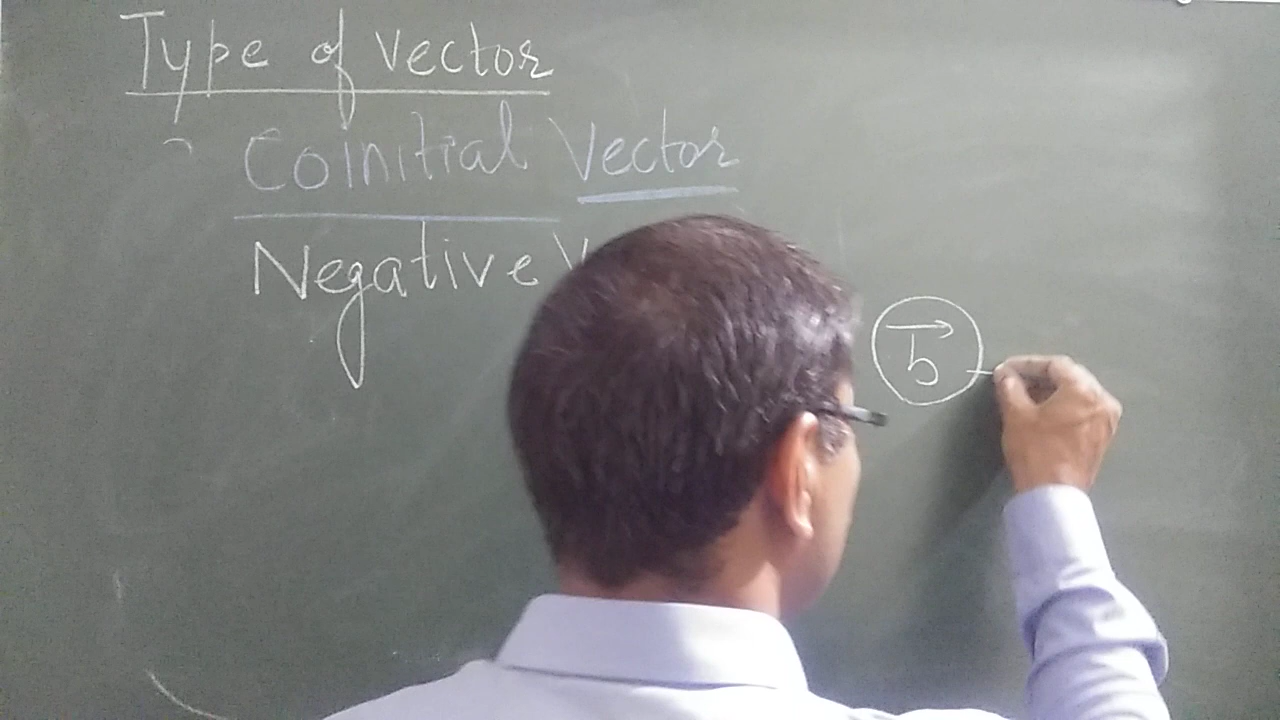 Type of vector
Coinitial Vector
Negative
b